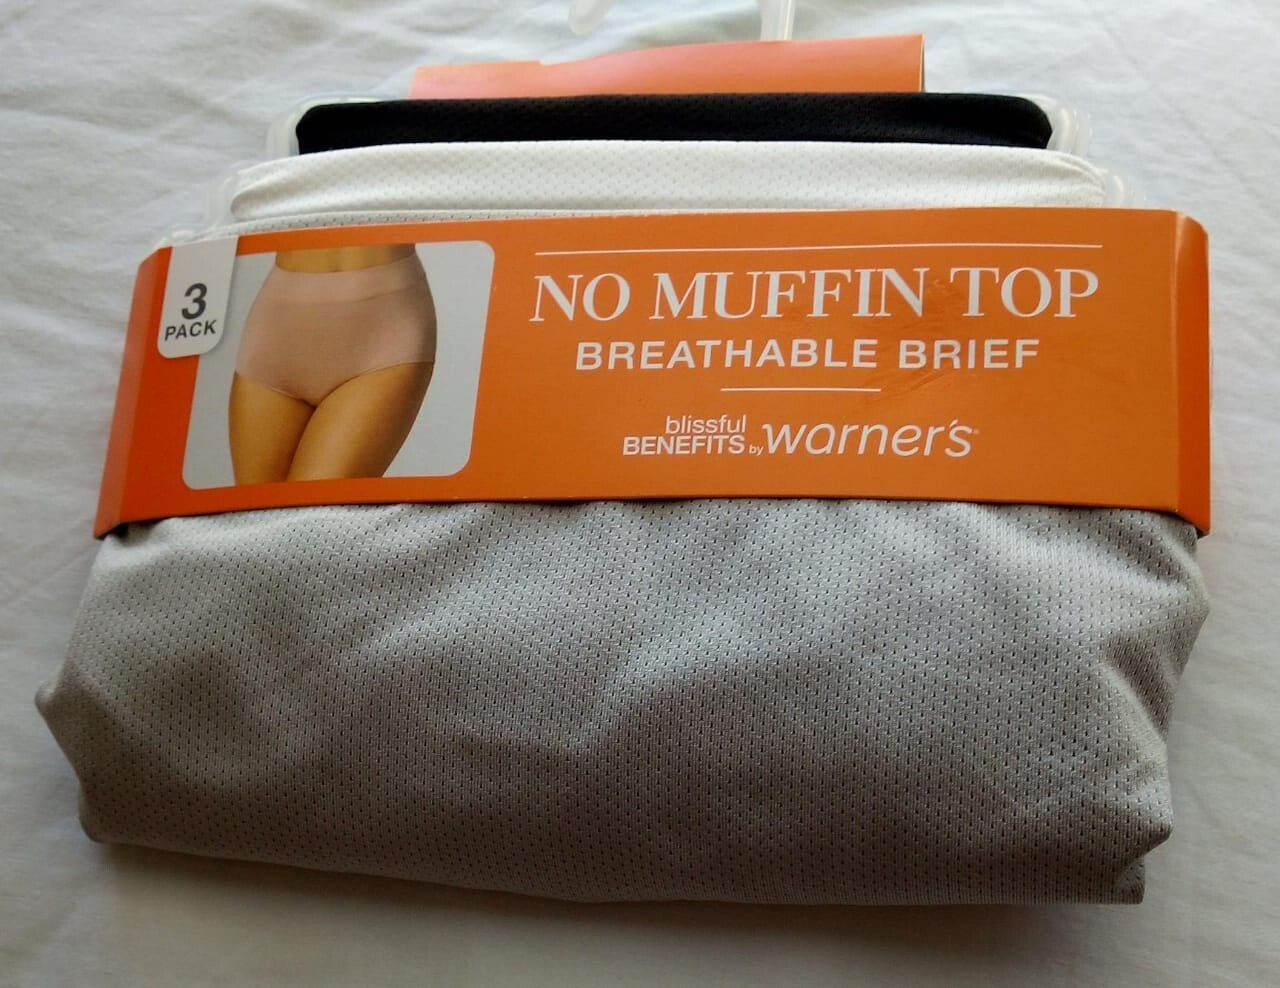 3
PACK
NO MUFFIN TOP
BREATHABLE BRIEF
blissful
BENEFITS by warner's®